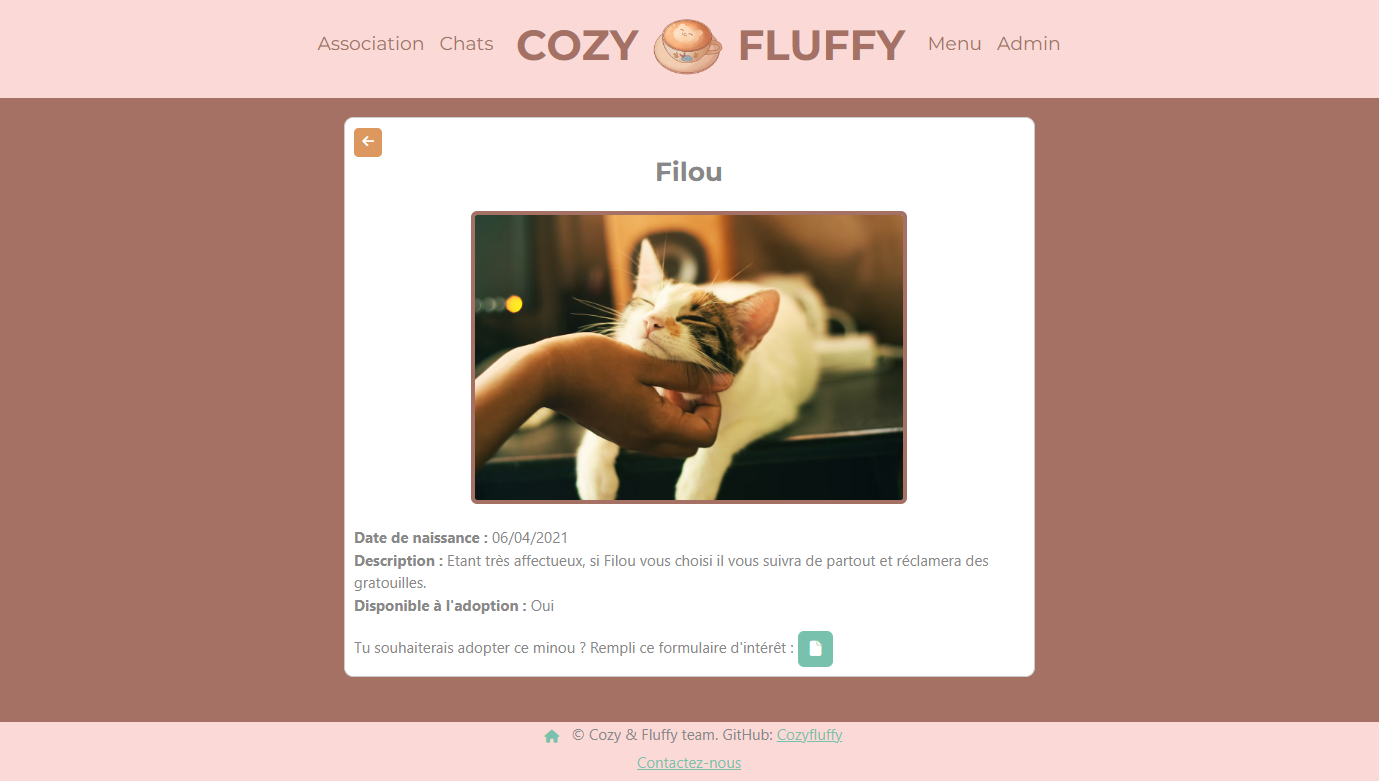 Association Chats COZY FLUFFY Menu Admin
Filou
Date de naissance : 06/04/2021
Description : Etant très affectueux, si Filou vous choisi il vous suivra de partout et réclamera des
gratouilles.
Disponible à l'adoption : Oui
Tu souhaiterais adopter ce minou ? Rempli ce formulaire d'intérêt :
© Cozy & Fluffy team. GitHub: Cozyfluffy
Contactez-nous